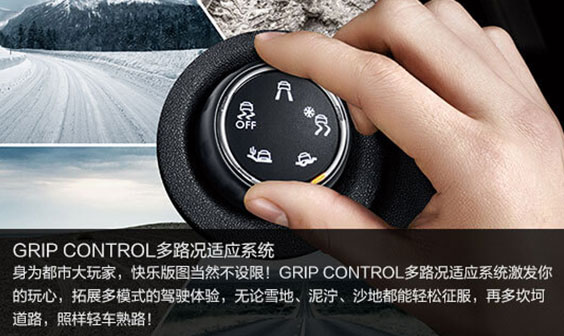 OFF
GRIP CONTROL多路况适应系统
身为都市大玩家，快乐版图当然不设限！GRIP CONTROL多路况适应系统激发你
的玩心，拓展多模式的驾驶体验，无论雪地、泥泞、沙地都能轻松征服，再多坎坷
道路，照样轻车熟路！